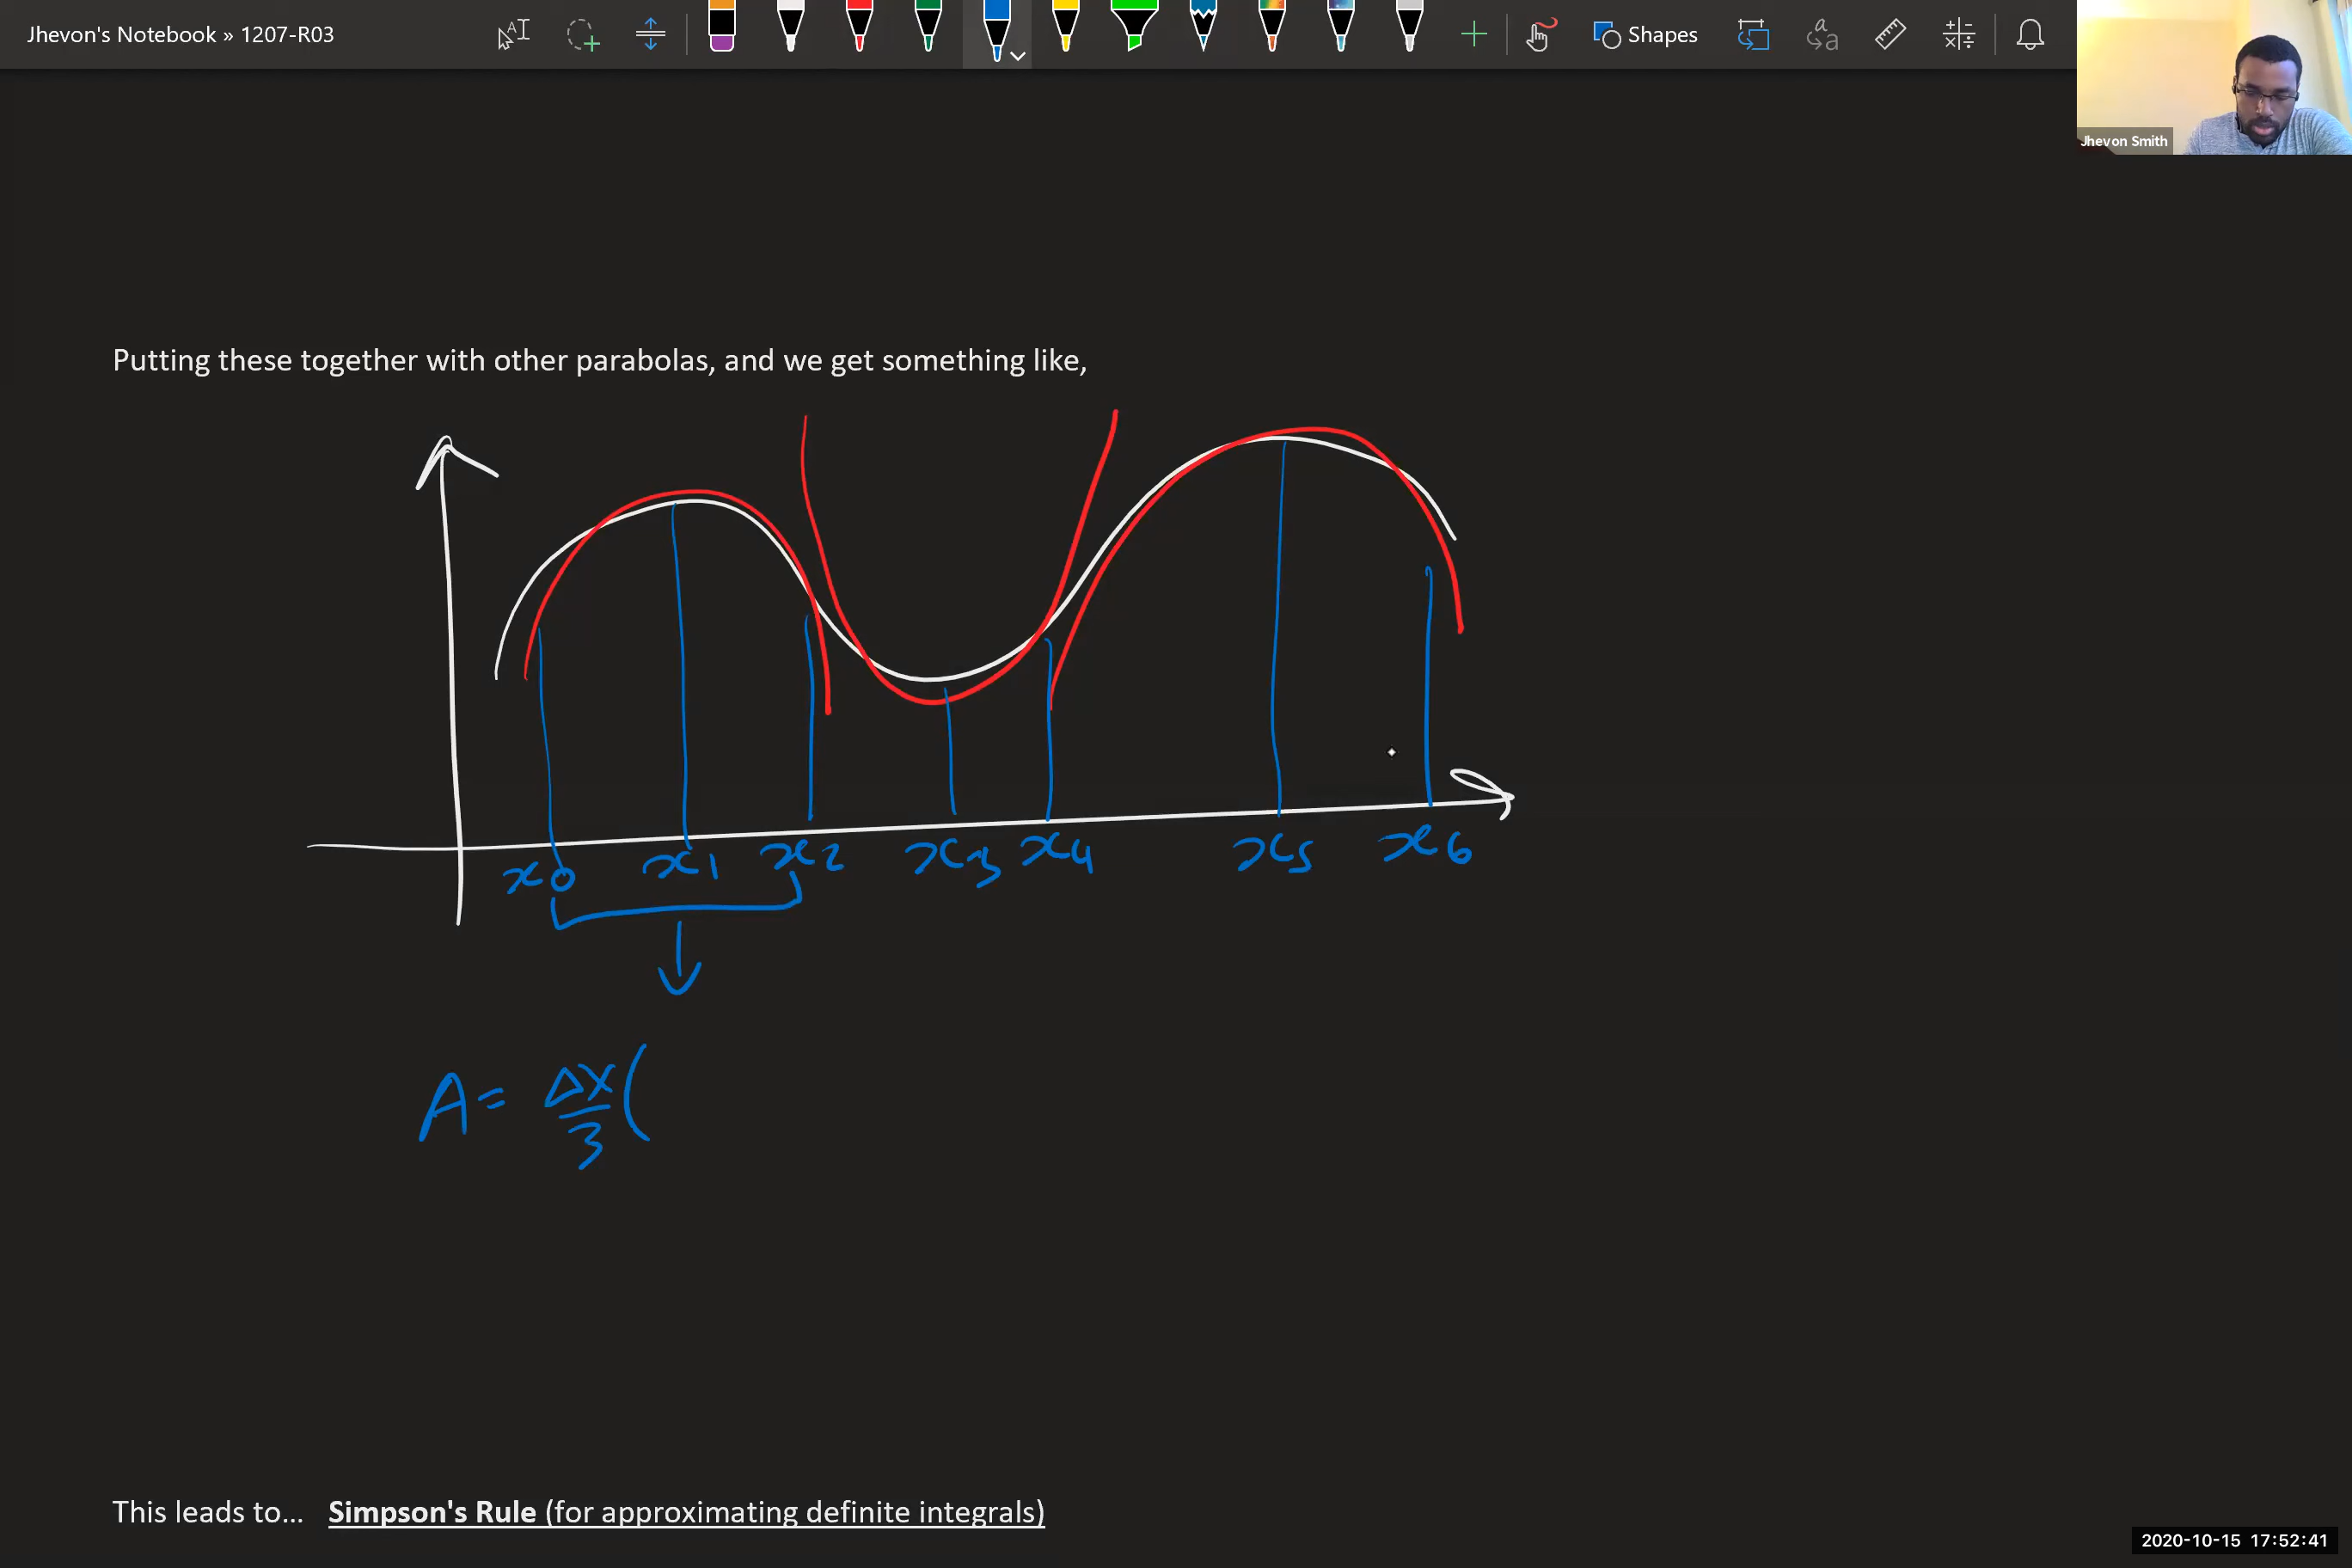 Jhevon's Notebook » 1207-R03
Shapes
Jhevon Smith
Putting these together with other parabolas, and we get something like,
x0 x1 x2 x3 x4 x5 x6
A = Δx/3 (
This leads to... Simpson's Rule (for approximating definite integrals)
2020-10-15 17:52:41